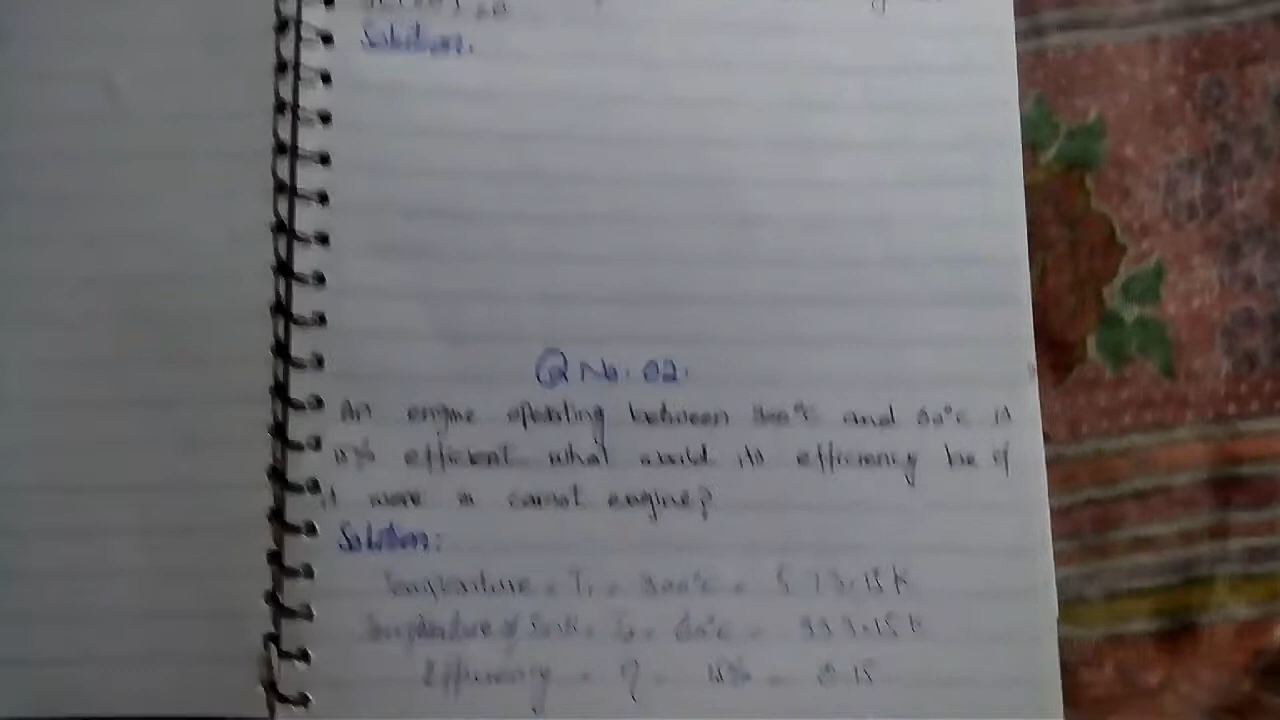 Solution.
Q No. 02.
An engine operating between 300°C and 60°C is
15% efficient what would its efficiency be if
it were a carnot engine?
Solution:
Temperature = T₁ = 300°C = 573.15 K
Temperature of Sink = T₂ = 60°C = 333.15 K
Efficiency = η = 15% = 0.15